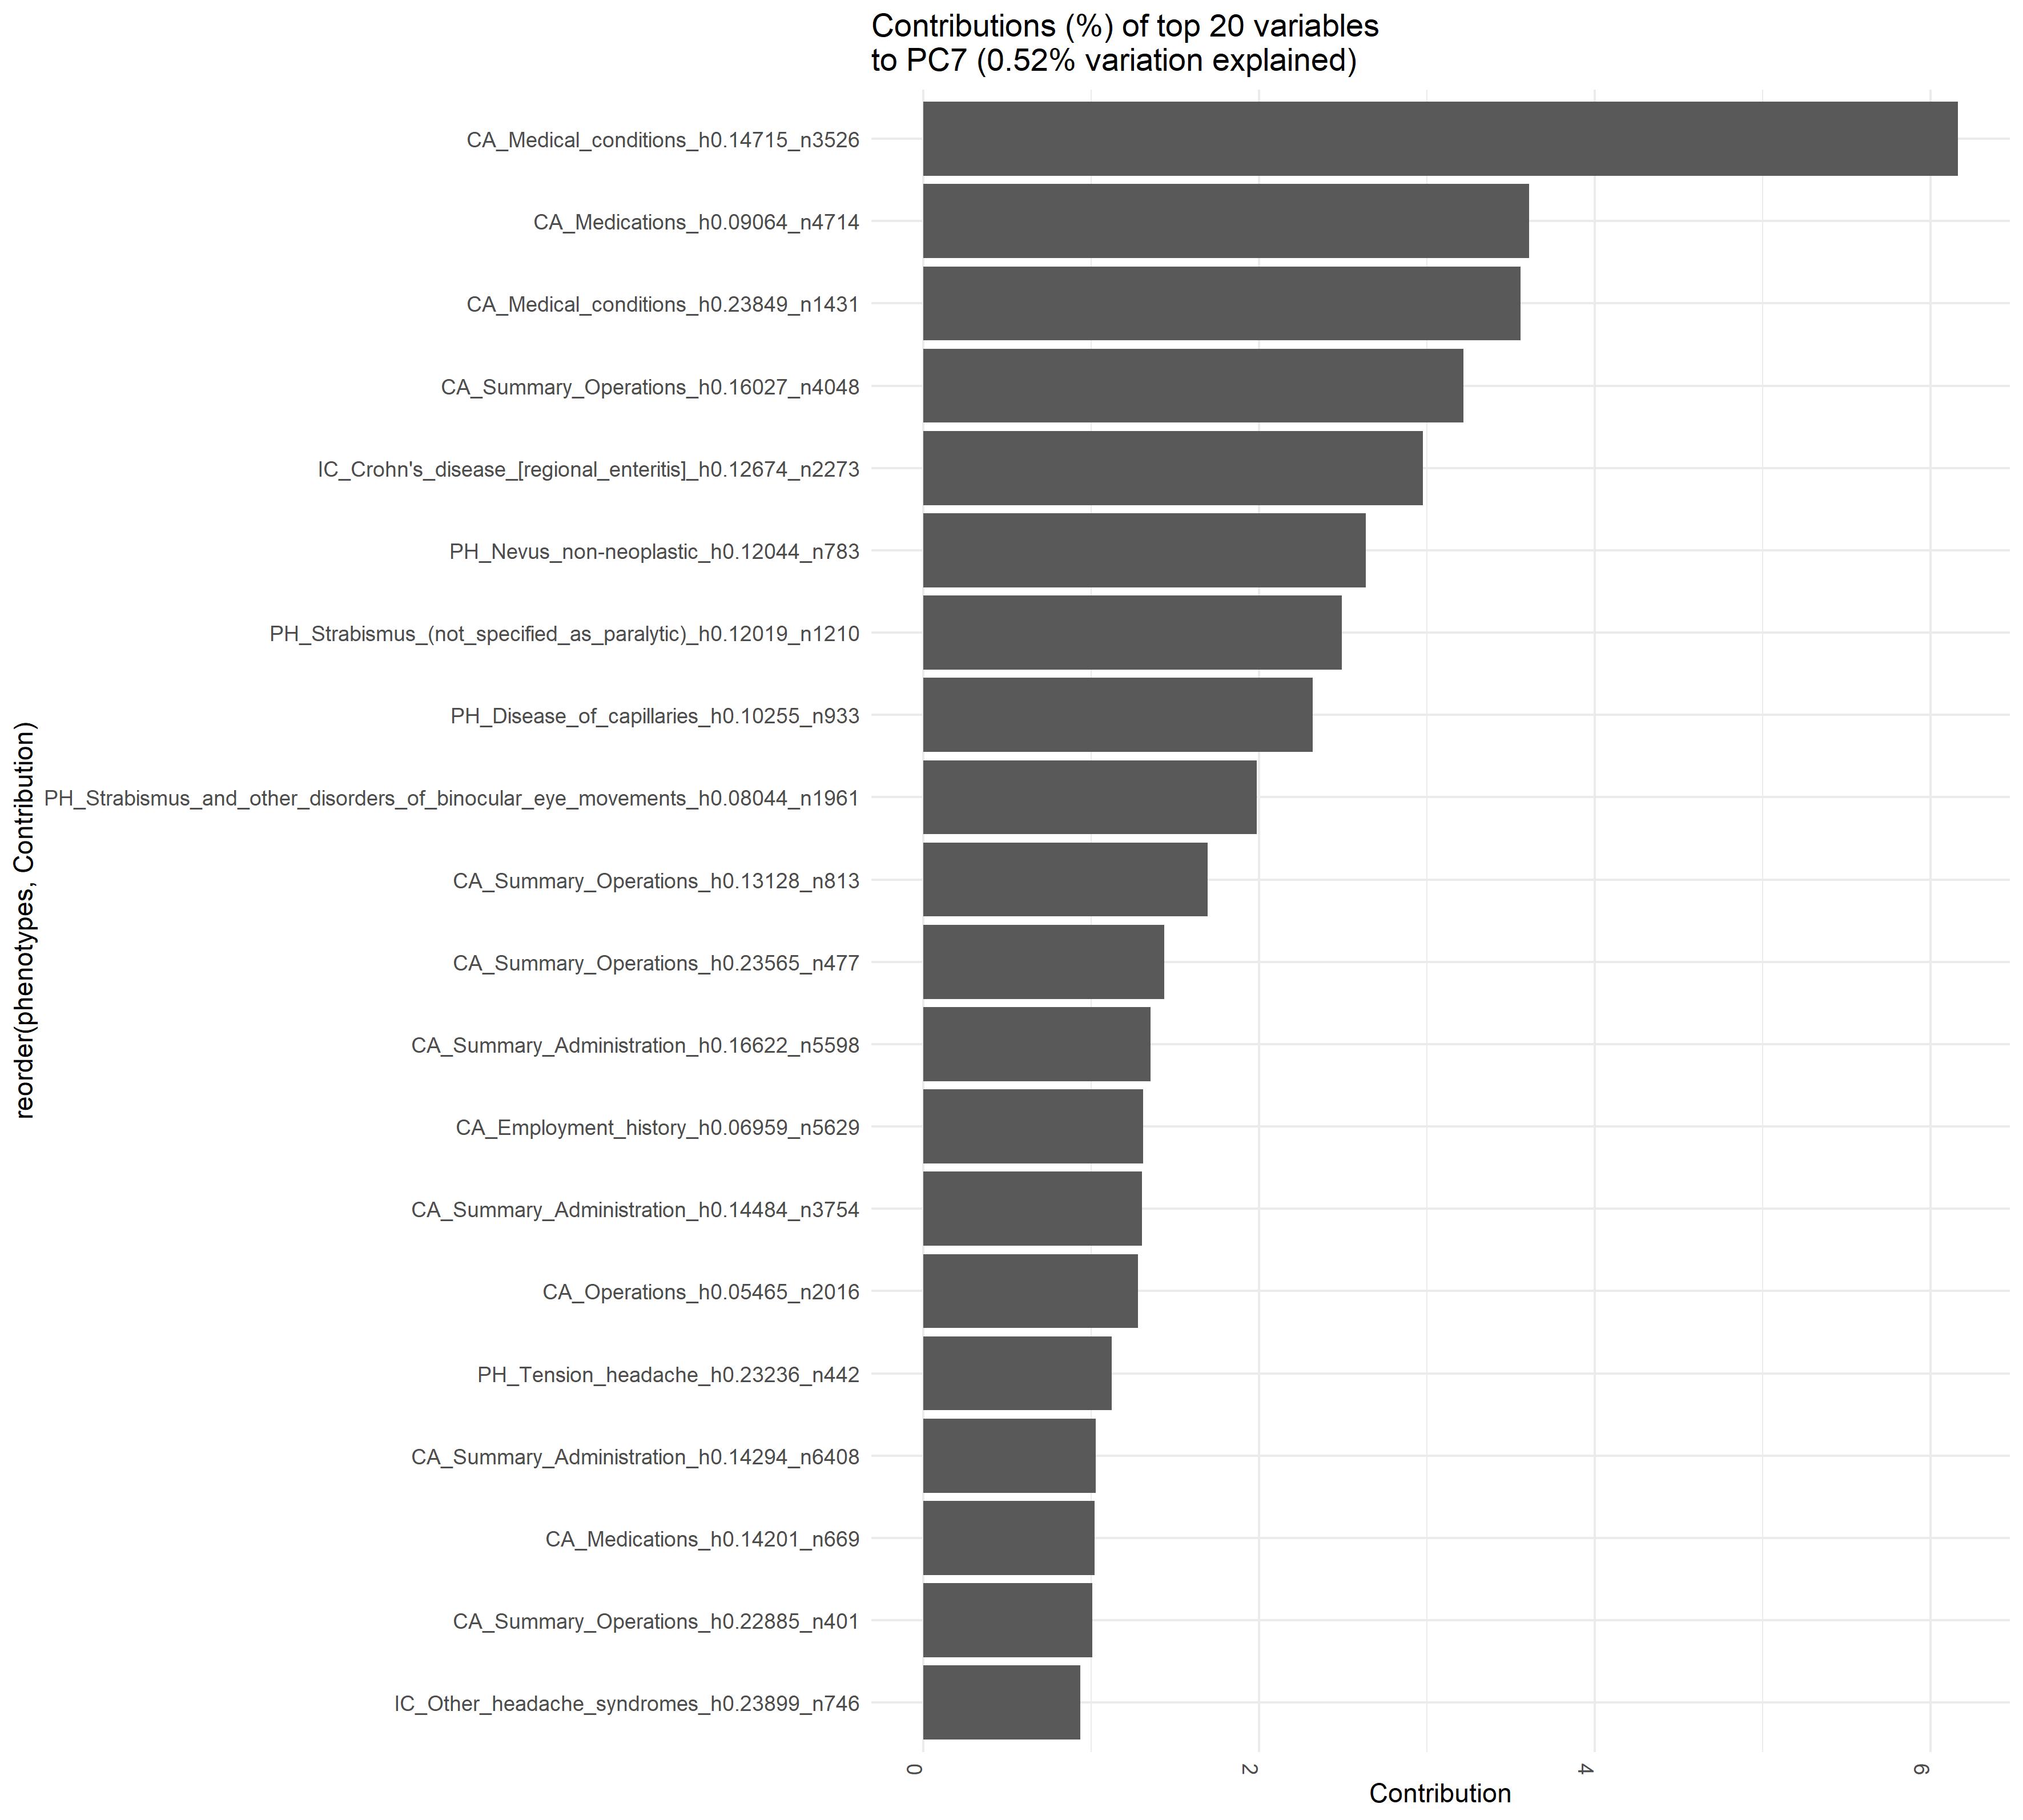 Contributions (%) of top 20 variables
to PC7 (0.52% variation explained)
reorder(phenotypes, Contribution)
CA_Medical_conditions_h0.14715_n3526
CA_Medications_h0.09064_n4714
CA_Medical_conditions_h0.23849_n1431
CA_Summary_Operations_h0.16027_n4048
IC_Crohn's_disease_[regional_enteritis]_h0.12674_n2273
PH_Nevus_non-neoplastic_h0.12044_n783
PH_Strabismus_(not_specified_as_paralytic)_h0.12019_n1210
PH_Disease_of_capillaries_h0.10255_n933
PH_Strabismus_and_other_disorders_of_binocular_eye_movements_h0.08044_n1961
CA_Summary_Operations_h0.13128_n813
CA_Summary_Operations_h0.23565_n477
CA_Summary_Administration_h0.16622_n5598
CA_Employment_history_h0.06959_n5629
CA_Summary_Administration_h0.14484_n3754
CA_Operations_h0.05465_n2016
PH_Tension_headache_h0.23236_n442
CA_Summary_Administration_h0.14294_n6408
CA_Medications_h0.14201_n669
CA_Summary_Operations_h0.22885_n401
IC_Other_headache_syndromes_h0.23899_n746
0 2 4 6
Contribution